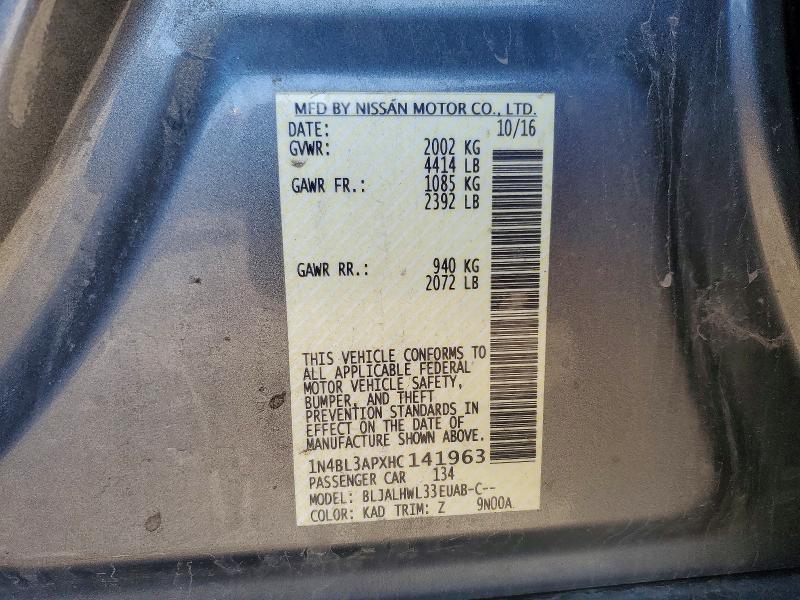 MFD BY NISSAN MOTOR CO., LTD.
DATE: 10/16
GVWR: 2002 KG
4414 LB
GAWR FR.: 1085 KG
2392 LB
GAWR RR.: 940 KG
2072 LB
THIS VEHICLE CONFORMS TO
ALL APPLICABLE FEDERAL
MOTOR VEHICLE SAFETY,
BUMPER, AND THEFT
PREVENTION STANDARDS IN
EFFECT ON THE DATE OF
MANUFACTURE SHOWN ABOVE.
1N4BL3APXHC141963
PASSENGER CAR 134
MODEL: BLJALHWL33EUAB-C--
COLOR: KAD TRIM: Z 9N00A